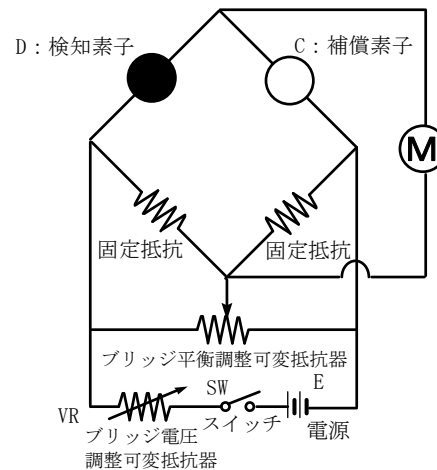 D：検知素子
C：補償素子
M
固定抵抗
固定抵抗
ブリッジ平衡調整可変抵抗器
SW
E
VR
スイッチ
電源
ブリッジ電圧
調整可変抵抗器